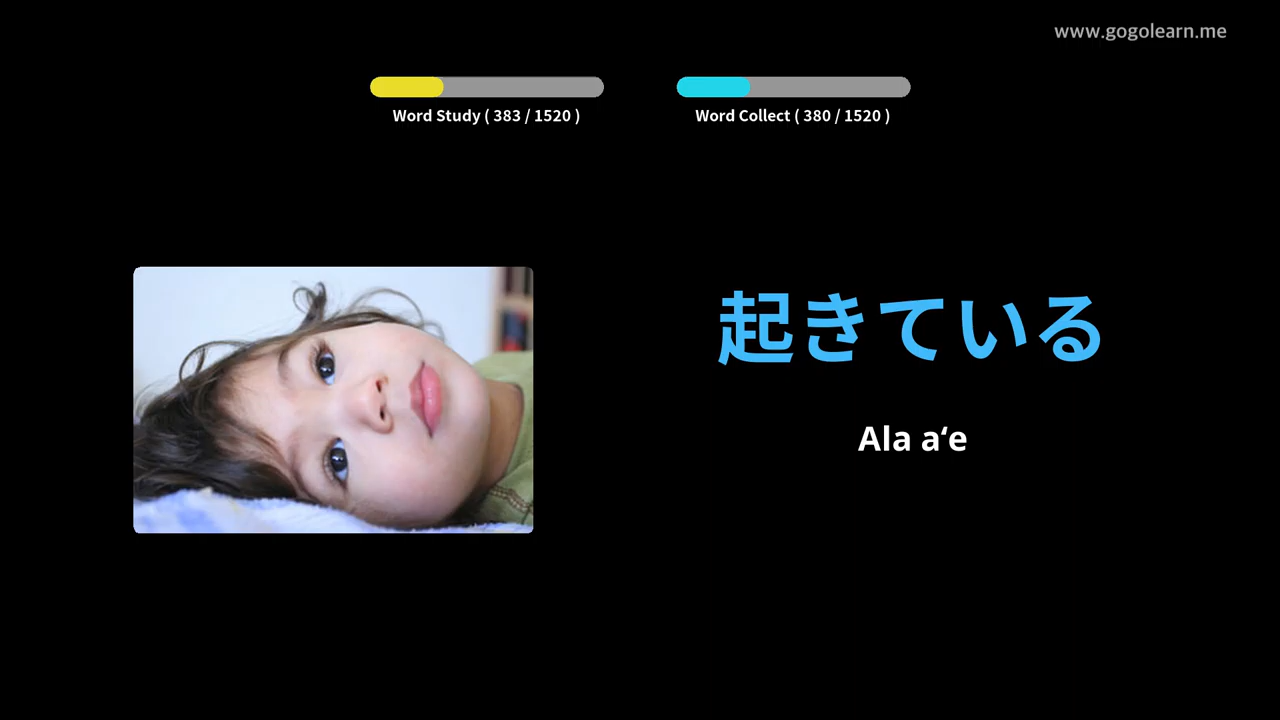 www.gogolearn.me
Word Study ( 383 / 1520 )
Word Collect ( 380 / 1520 )
起きている
Ala aʻe